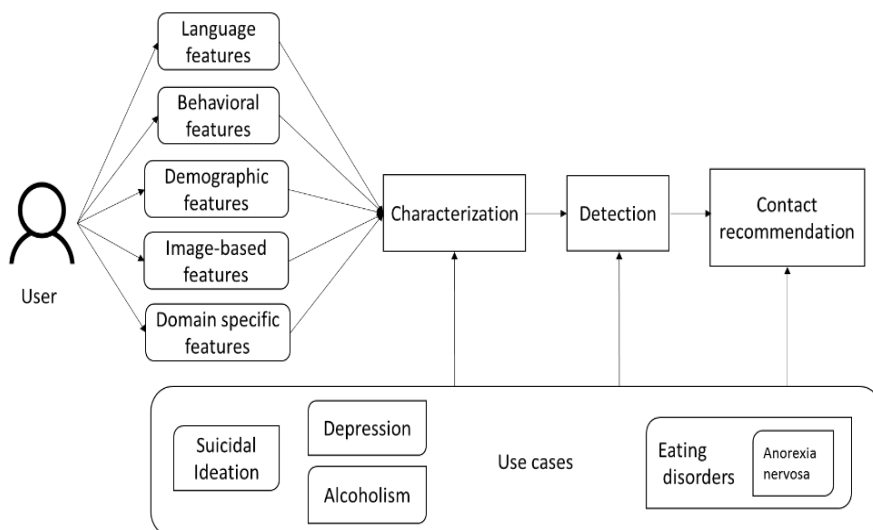 Language
features
Behavioral
features
Demographic
features
Image-based
features
Domain specific
features
User
Characterization
Detection
Contact
recommendation
Suicidal
Ideation
Depression
Alcoholism
Use cases
Eating
disorders
Anorexia
nervosa